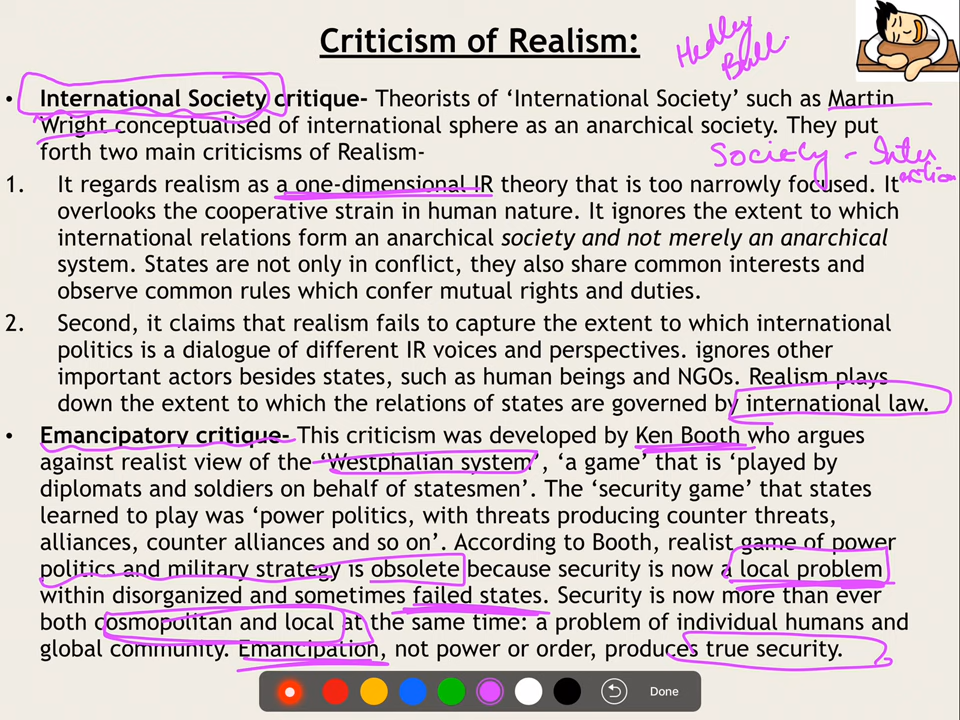 Criticism of Realism:
Hedley
Bull.
• International Society critique- Theorists of ‘International Society’ such as Martin
Wright conceptualised of international sphere as an anarchical society. They put
forth two main criticisms of Realism-
Society - Inter
action
1. It regards realism as a one-dimensional IR theory that is too narrowly focused. It
overlooks the cooperative strain in human nature. It ignores the extent to which
international relations form an anarchical society and not merely an anarchical
system. States are not only in conflict, they also share common interests and
observe common rules which confer mutual rights and duties.
2. Second, it claims that realism fails to capture the extent to which international
politics is a dialogue of different IR voices and perspectives. ignores other
important actors besides states, such as human beings and NGOs. Realism plays
down the extent to which the relations of states are governed by international law.
• Emancipatory critique- This criticism was developed by Ken Booth who argues
against realist view of the ‘Westphalian system’, ‘a game’ that is ‘played by
diplomats and soldiers on behalf of statesmen’. The ‘security game’ that states
learned to play was ‘power politics, with threats producing counter threats,
alliances, counter alliances and so on’. According to Booth, realist game of power
politics and military strategy is obsolete because security is now a local problem
within disorganized and sometimes failed states. Security is now more than ever
both cosmopolitan and local at the same time: a problem of individual humans and
global community. Emancipation, not power or order, produces true security.
Done